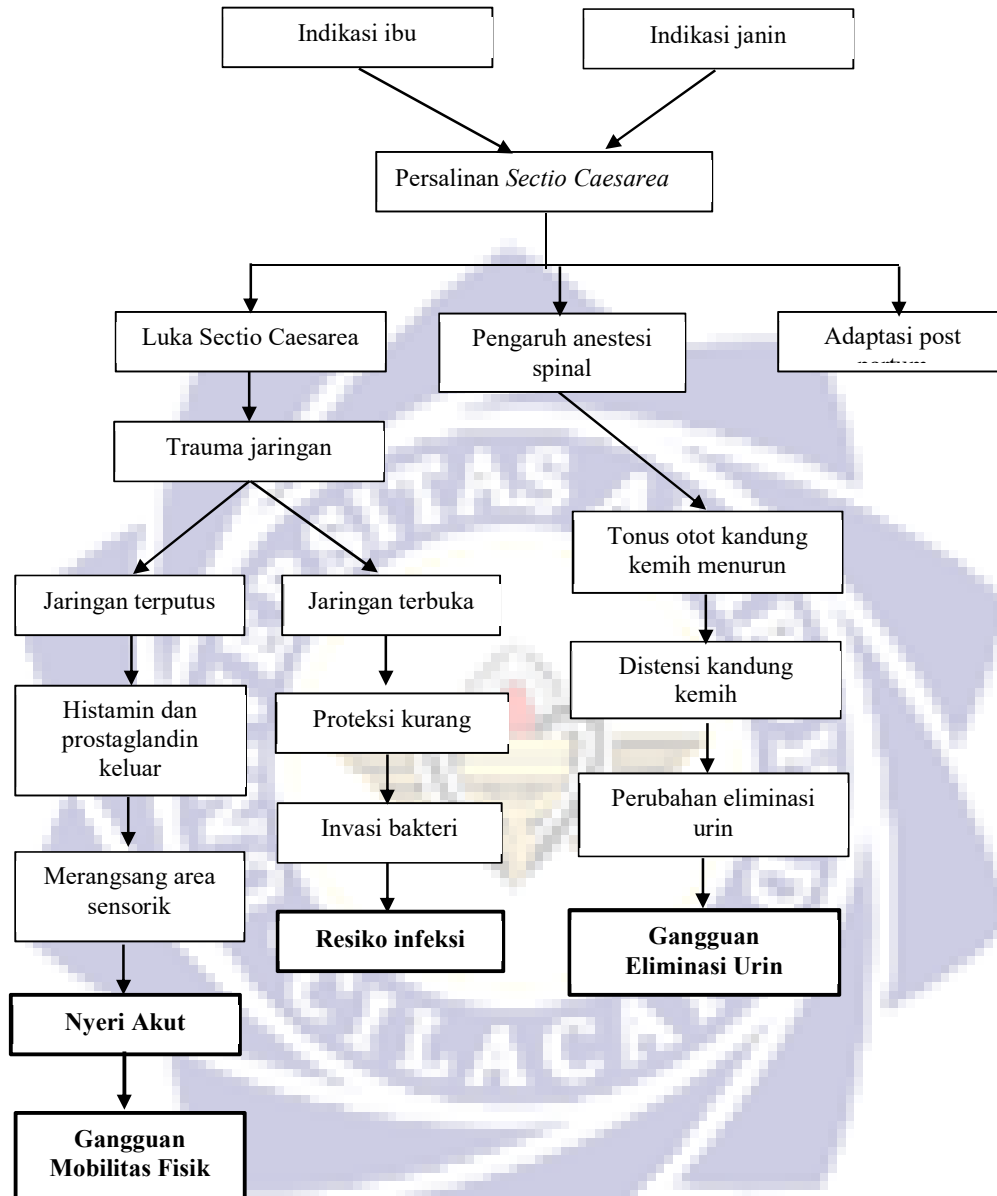 Indikasi ibu
Indikasi janin
Persalinan Sectio Caesarea
Luka Sectio Caesarea
Pengaruh anestesi
spinal
Adaptasi post
Trauma jaringan
Tonus otot kandung
kemih menurun
Jaringan terputus
Jaringan terbuka
Distensi kandung
kemih
Histamin dan
prostaglandin
keluar
Proteksi kurang
Perubahan eliminasi
urin
Invasi bakteri
Merangsang area
sensorik
Resiko infeksi
Gangguan
Eliminasi Urin
Nyeri Akut
Gangguan
Mobilitas Fisik